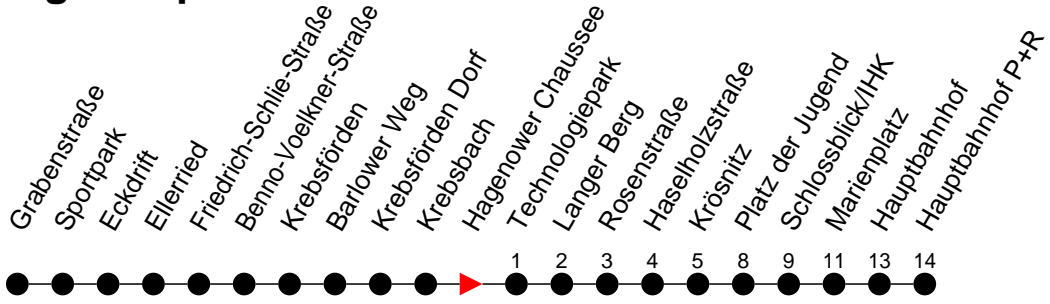 Grabenstraße
Sportpark
Eckdrift
Ellerried
Friedrich-Schlie-Straße
Benno-Voelkner-Straße
Krebsförden
Barlower Weg
Krebsförden Dorf
Krebsbach
Hagenower Chaussee
Technologiepark
Langer Berg
Rosenstraße
Haselholzstraße
Krösnitz
Platz der Jugend
Schlossblick/IHK
Marienplatz
Hauptbahnhof
Hauptbahnhof P+R
1 2 3 4 5 8 9 11 13 14